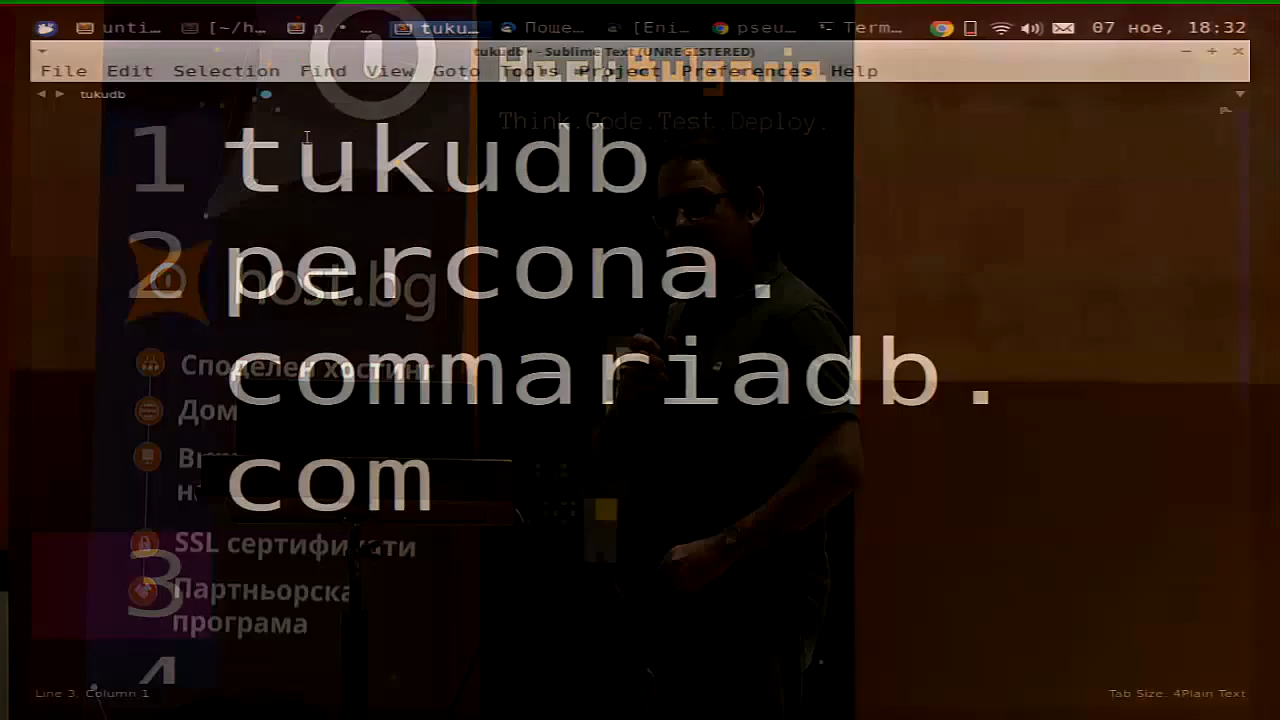 unti... [~/h... n • ... tuku... Поще... [Eni... pseu... Term... 07 ное, 18:32
tukudb • - Sublime Text (UNREGISTERED)
File Edit Selection Find View Goto Tools Project Preferences Help
HackBulgaria
tukudb
Think.Code.Test.Deploy.
1 tukudb
2 percona.
host.bg
commariadb.
Споделен хостинг
Дом
com
SSL сертификати
3
Партньорска
програма
4
Line 3, Column 1
Tab Size: 4 Plain Text